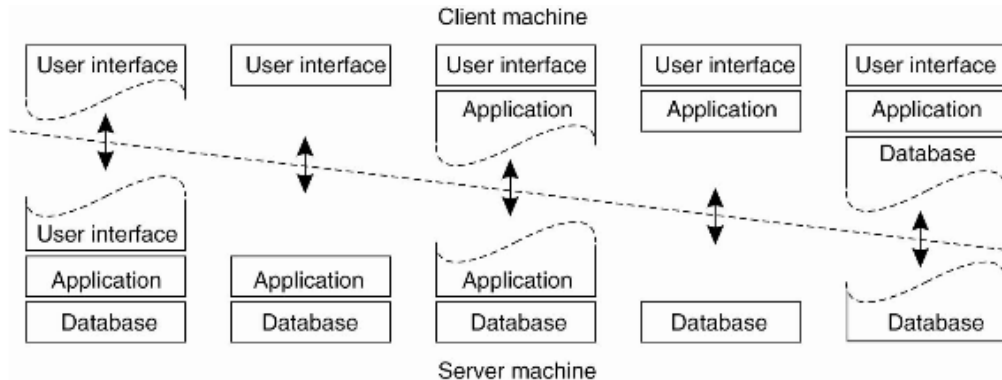 Client machine
User interface
User interface
User interface
User interface
User interface
Application
Application
Application
Database
User interface
Application
Application
Application
Database
Database
Database
Database
Database
Server machine